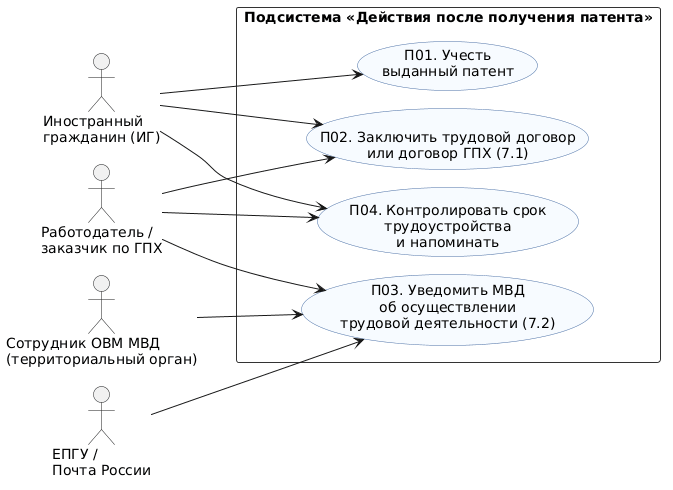 Подсистема «Действия после получения патента»
П01. Учесть
выданный патент
Иностранный
гражданин (ИГ)
П02. Заключить трудовой договор
или договор ГПХ (7.1)
Работодатель /
заказчик по ГПХ
П04. Контролировать срок
трудоустройства
и напоминать
П03. Уведомить МВД
об осуществлении
трудовой деятельности (7.2)
Сотрудник ОВМ МВД
(территориальный орган)
ЕПГУ /
Почта России